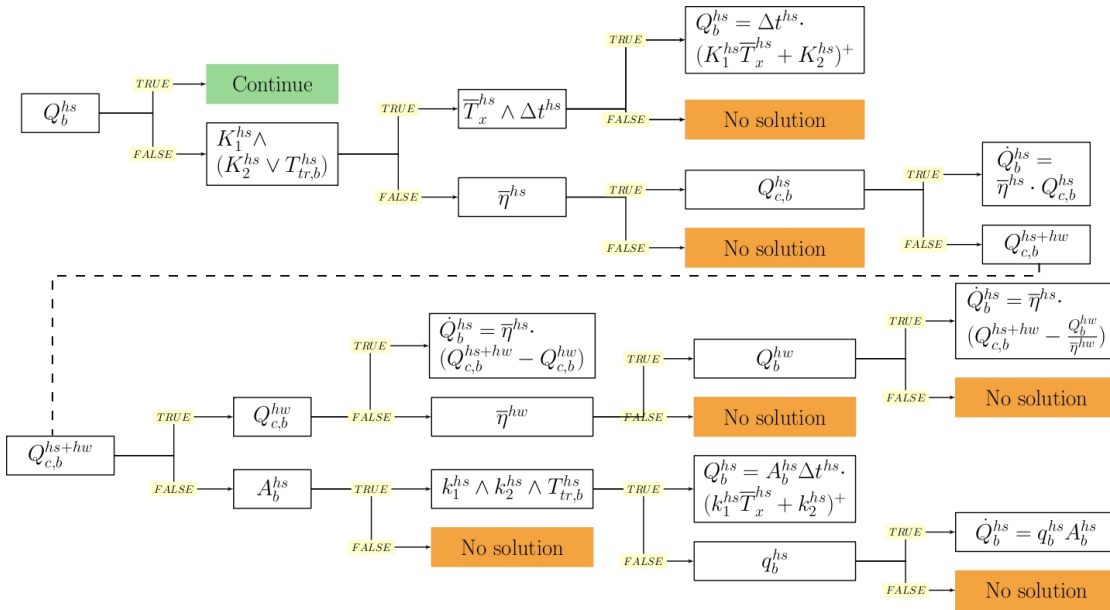 Q_b^{hs}
TRUE
Continue
FALSE
K_1^{hs} ∧
(K_2^{hs} ∨ T_{tr,b}^{hs})
TRUE
\overline{T}_x^{hs} ∧ Δt^{hs}
TRUE
Q_b^{hs} = Δt^{hs}·
(K_1^{hs} \overline{T}_x^{hs} + K_2^{hs})^+
FALSE
No solution
FALSE
\overline{η}^{hs}
TRUE
Q_{c,b}^{hs}
TRUE
\dot{Q}_b^{hs} =
\overline{η}^{hs} · Q_{c,b}^{hs}
FALSE
Q_{c,b}^{hs+hw}
FALSE
No solution
Q_{c,b}^{hs+hw}
TRUE
Q_{c,b}^{hw}
TRUE
\dot{Q}_b^{hs} = \overline{η}^{hs}·
(Q_{c,b}^{hs+hw} − Q_{c,b}^{hw})
FALSE
\overline{η}^{hw}
TRUE
Q_b^{hw}
TRUE
\dot{Q}_b^{hs} = \overline{η}^{hs}·
(Q_{c,b}^{hs+hw} − \frac{Q_b^{hw}}{\overline{η}^{hw}})
FALSE
No solution
FALSE
No solution
FALSE
A_b^{hs}
TRUE
k_1^{hs} ∧ k_2^{hs} ∧ T_{tr,b}^{hs}
TRUE
Q_b^{hs} = A_b^{hs} Δt^{hs}·
(k_1^{hs} \overline{T}_x^{hs} + k_2^{hs})^+
FALSE
q_b^{hs}
TRUE
\dot{Q}_b^{hs} = q_b^{hs} A_b^{hs}
FALSE
No solution
FALSE
No solution